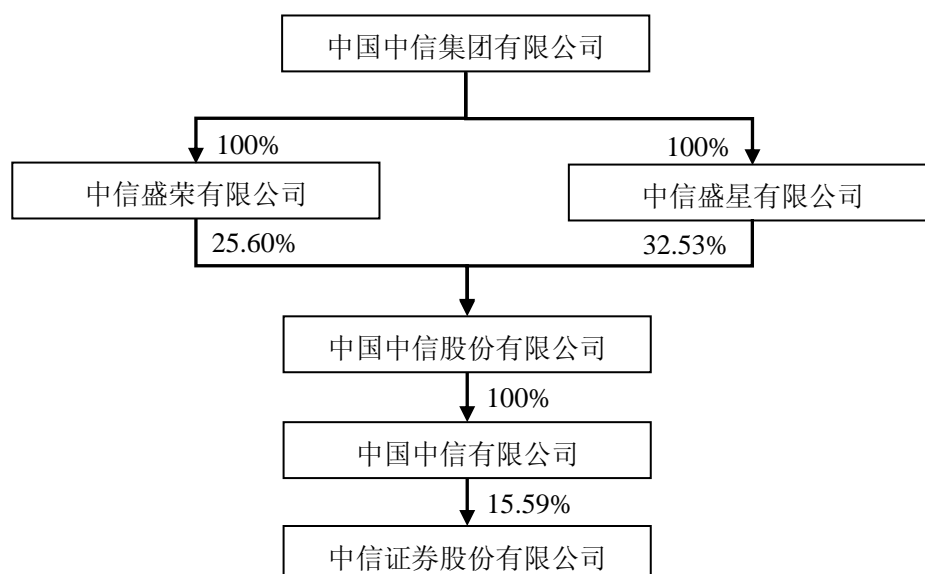 中国中信集团有限公司
100%
100%
中信盛荣有限公司
中信盛星有限公司
25.60%
32.53%
中国中信股份有限公司
100%
中国中信有限公司
15.59%
中信证券股份有限公司